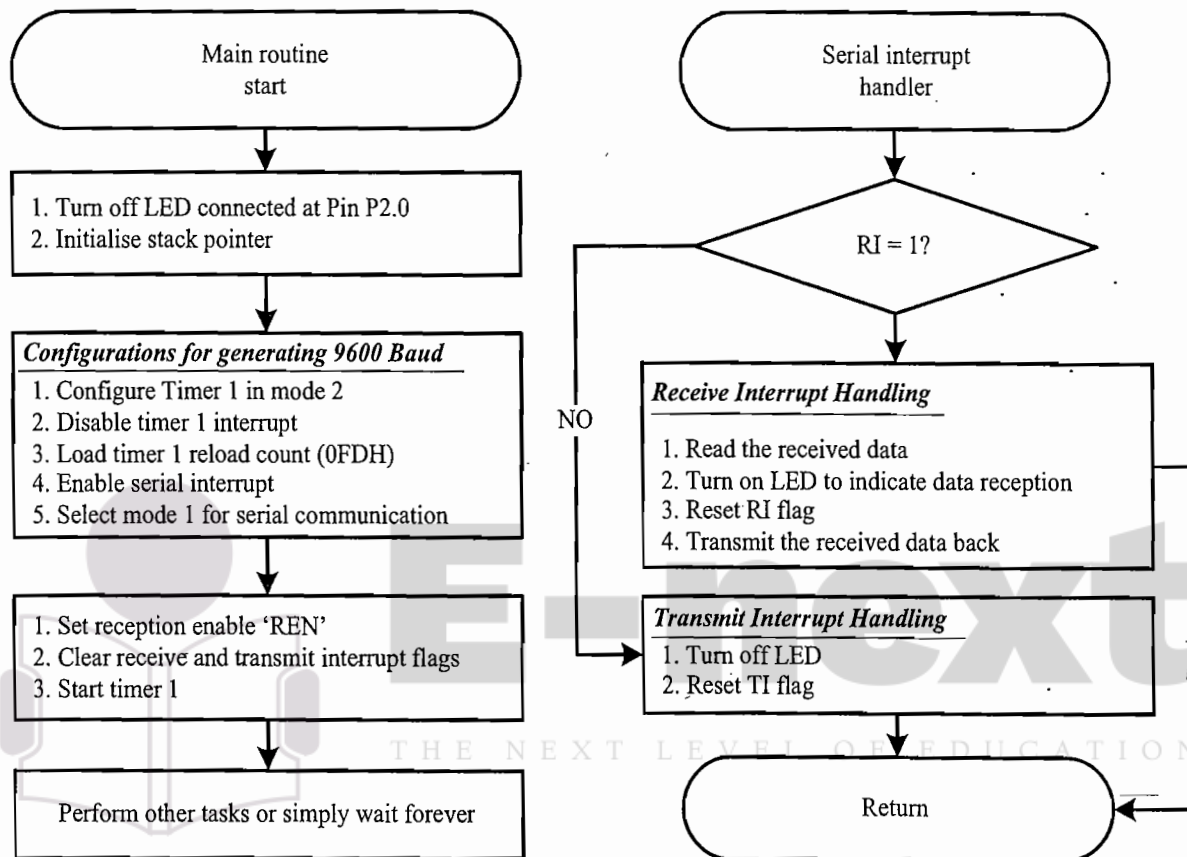 Main routine
start
1. Turn off LED connected at Pin P2.0
2. Initialise stack pointer
Configurations for generating 9600 Baud
1. Configure Timer 1 in mode 2
2. Disable timer 1 interrupt
3. Load timer 1 reload count (0FDH)
4. Enable serial interrupt
5. Select mode 1 for serial communication
1. Set reception enable ‘REN’
2. Clear receive and transmit interrupt flags
3. Start timer 1
Perform other tasks or simply wait forever
Serial interrupt
handler
RI = 1?
NO
Receive Interrupt Handling
1. Read the received data
2. Turn on LED to indicate data reception
3. Reset RI flag
4. Transmit the received data back
Transmit Interrupt Handling
1. Turn off LED
2. Reset TI flag
Return
E-next
THE NEXT LEVEL OF EDUCATION